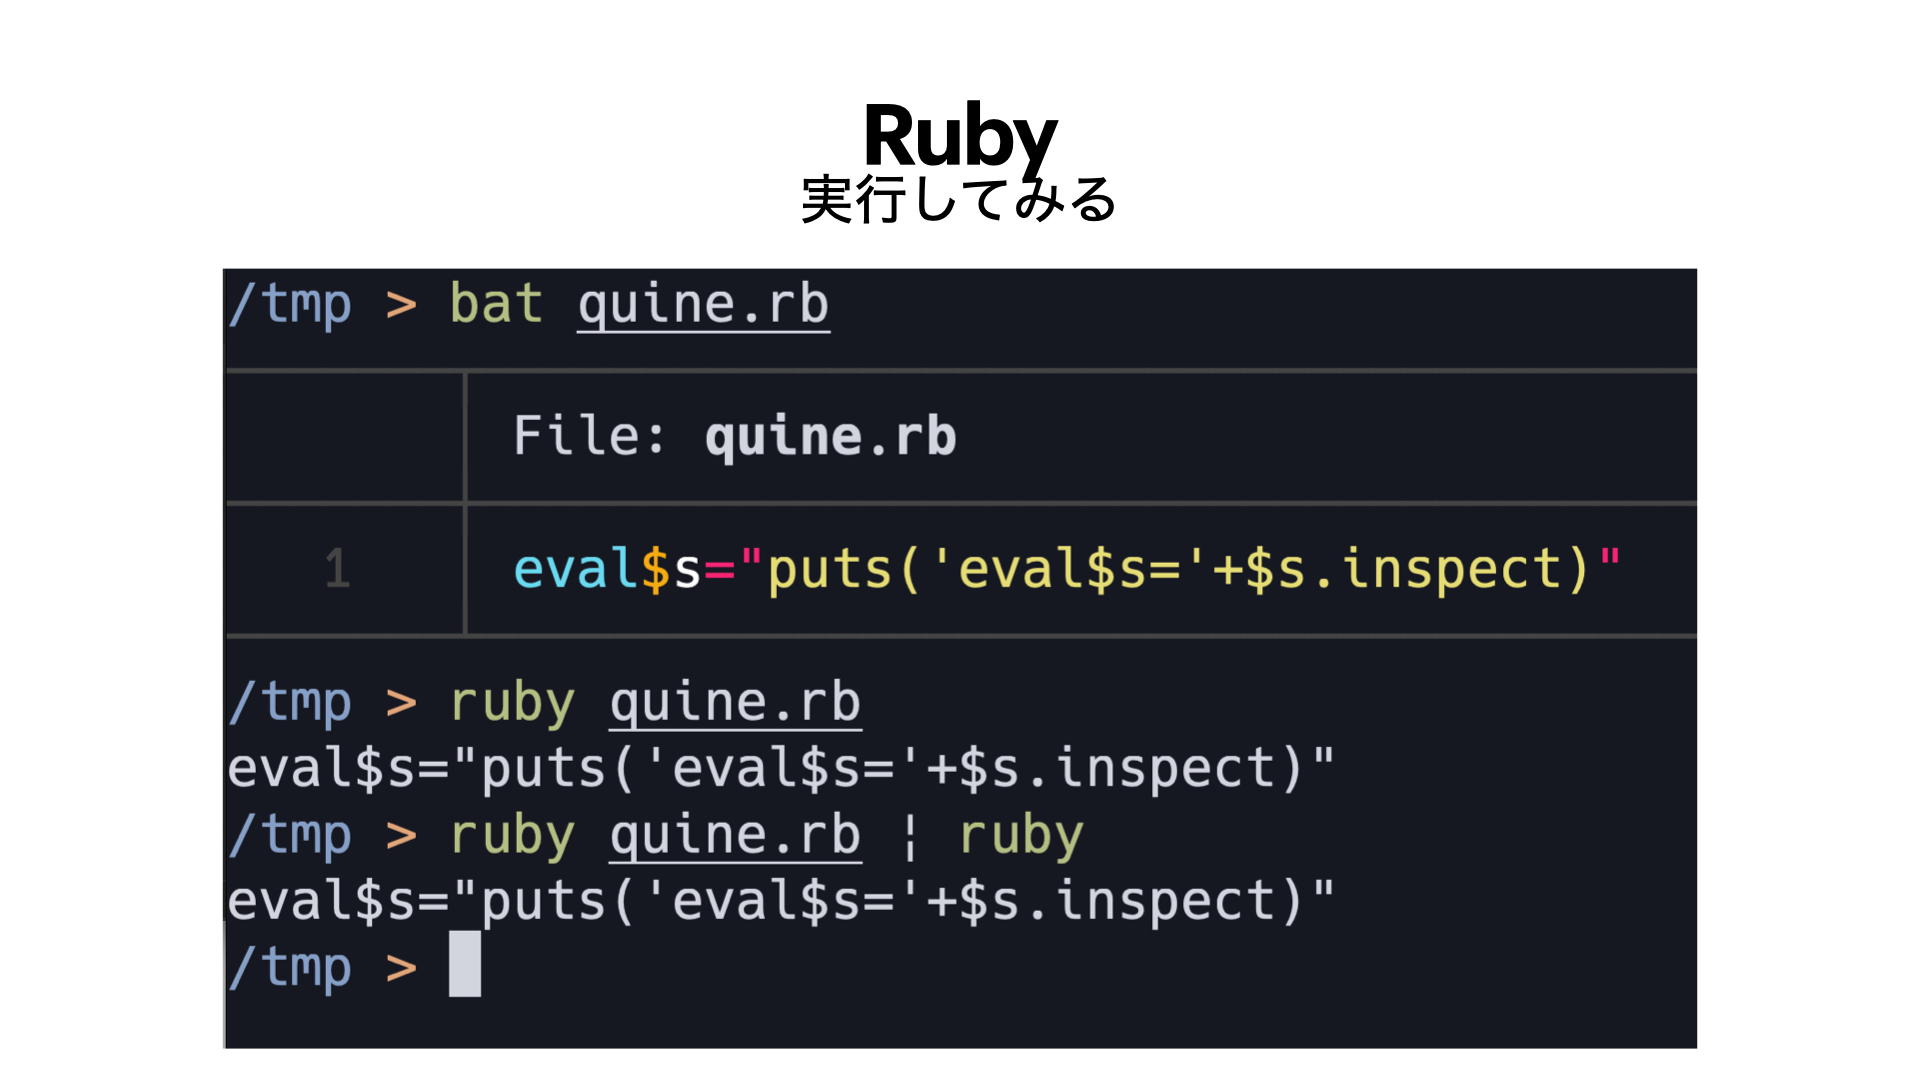 Ruby
実行してみる
/tmp > bat quine.rb
File: quine.rb
1 eval$s="puts('eval$s='+$s.inspect)"
/tmp > ruby quine.rb
eval$s="puts('eval$s='+$s.inspect)"
/tmp > ruby quine.rb | ruby
eval$s="puts('eval$s='+$s.inspect)"
/tmp >